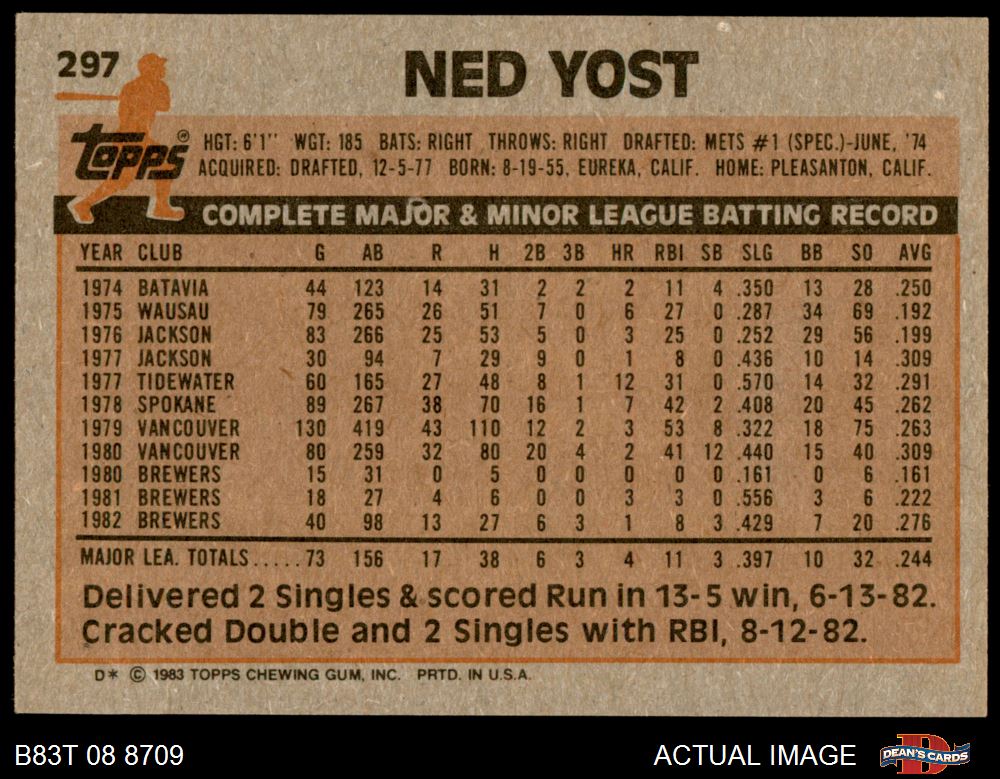 297 NED YOST
Topps ® HGT: 6'1'' WGT: 185 BATS: RIGHT THROWS: RIGHT DRAFTED: METS #1 (SPEC.)-JUNE, '74
ACQUIRED: DRAFTED, 12-5-77 BORN: 8-19-55, EUREKA, CALIF. HOME: PLEASANTON, CALIF.
COMPLETE MAJOR & MINOR LEAGUE BATTING RECORD
YEAR CLUB G AB R H 2B 3B HR RBI SB SLG BB SO AVG
1974 BATAVIA 44 123 14 31 2 2 2 11 4 .350 13 28 .250
1975 WAUSAU 79 265 26 51 7 0 6 27 0 .287 34 69 .192
1976 JACKSON 83 266 25 53 5 0 3 25 0 .252 29 56 .199
1977 JACKSON 30 94 7 29 9 0 1 8 0 .436 10 14 .309
1977 TIDEWATER 60 165 27 48 8 1 12 31 0 .570 14 32 .291
1978 SPOKANE 89 267 38 70 16 1 7 42 2 .408 20 45 .262
1979 VANCOUVER 130 419 43 110 12 2 3 53 8 .322 18 75 .263
1980 VANCOUVER 80 259 32 80 20 4 2 41 12 .440 15 40 .309
1980 BREWERS 15 31 0 5 0 0 0 0 0 .161 0 6 .161
1981 BREWERS 18 27 4 6 0 0 3 3 0 .556 3 6 .222
1982 BREWERS 40 98 13 27 6 3 1 8 3 .429 7 20 .276
MAJOR LEA. TOTALS.....73 156 17 38 6 3 4 11 3 .397 10 32 .244
Delivered 2 Singles & scored Run in 13-5 win, 6-13-82.
Cracked Double and 2 Singles with RBI, 8-12-82.
D* © 1983 TOPPS CHEWING GUM, INC. PRTD. IN U.S.A.
B83T 08 8709 ACTUAL IMAGE DEAN'S CARDS